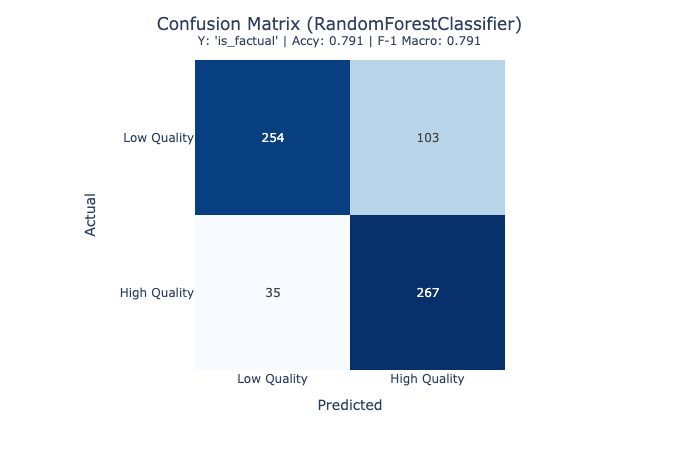 Confusion Matrix (RandomForestClassifier)
Y: 'is_factual' | Accy: 0.791 | F-1 Macro: 0.791
Low Quality
254
103
Actual
High Quality
35
267
Low Quality
High Quality
Predicted